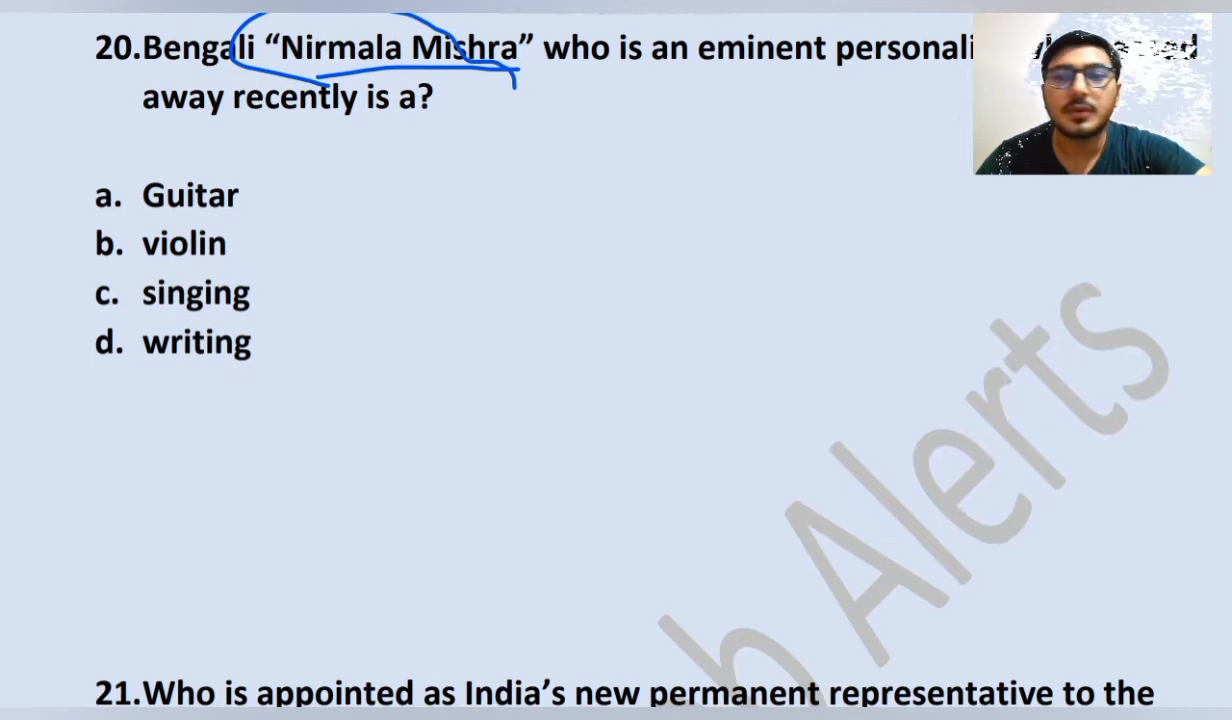 20.Bengali “Nirmala Mishra” who is an eminent
away recently is a?
a. Guitar
b. violin
c. singing
d. writing
Alerts
21.Who is appointed as India’s new permanent representative to the